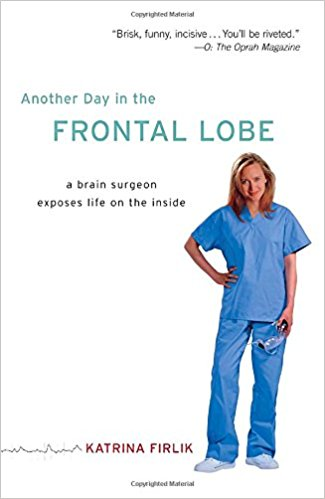 Copyrighted Material
"Brisk, funny, incisive . . . You'll be riveted."
—O: The Oprah Magazine
Another Day in the
FRONTAL LOBE
a brain surgeon
exposes life on the inside
KATRINA FIRLIK
Copyrighted Material